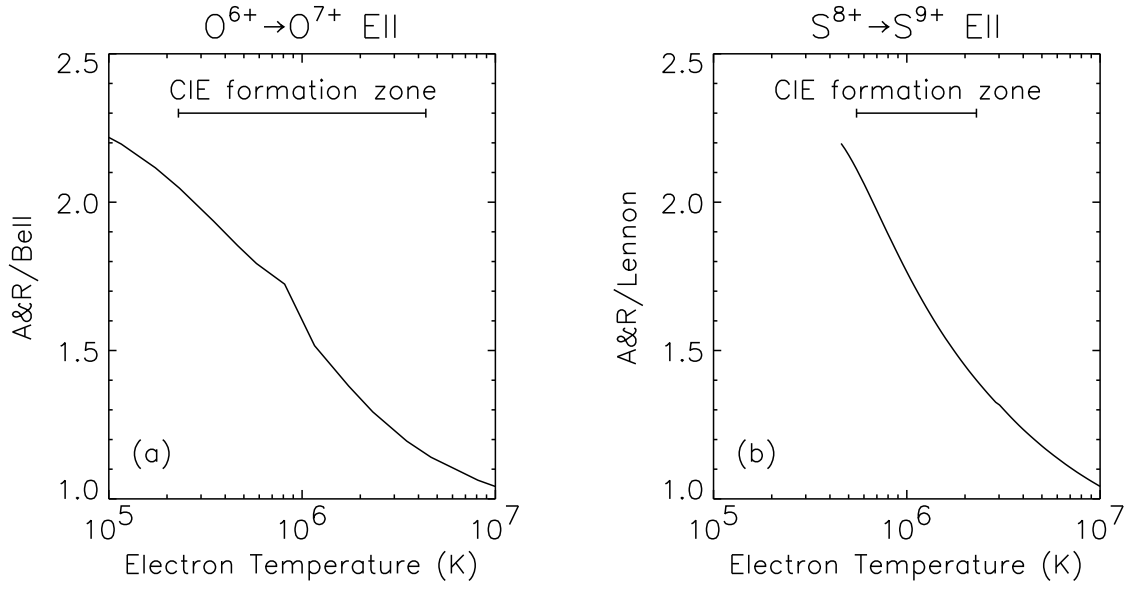 O6+→O7+ EII
2.5
CIE formation zone
2.0
A&R/Bell
1.5
(a)
1.0
10^5 10^6 10^7
Electron Temperature (K)
S8+→S9+ EII
2.5
CIE formation zone
2.0
A&R/Lennon
1.5
(b)
1.0
10^5 10^6 10^7
Electron Temperature (K)